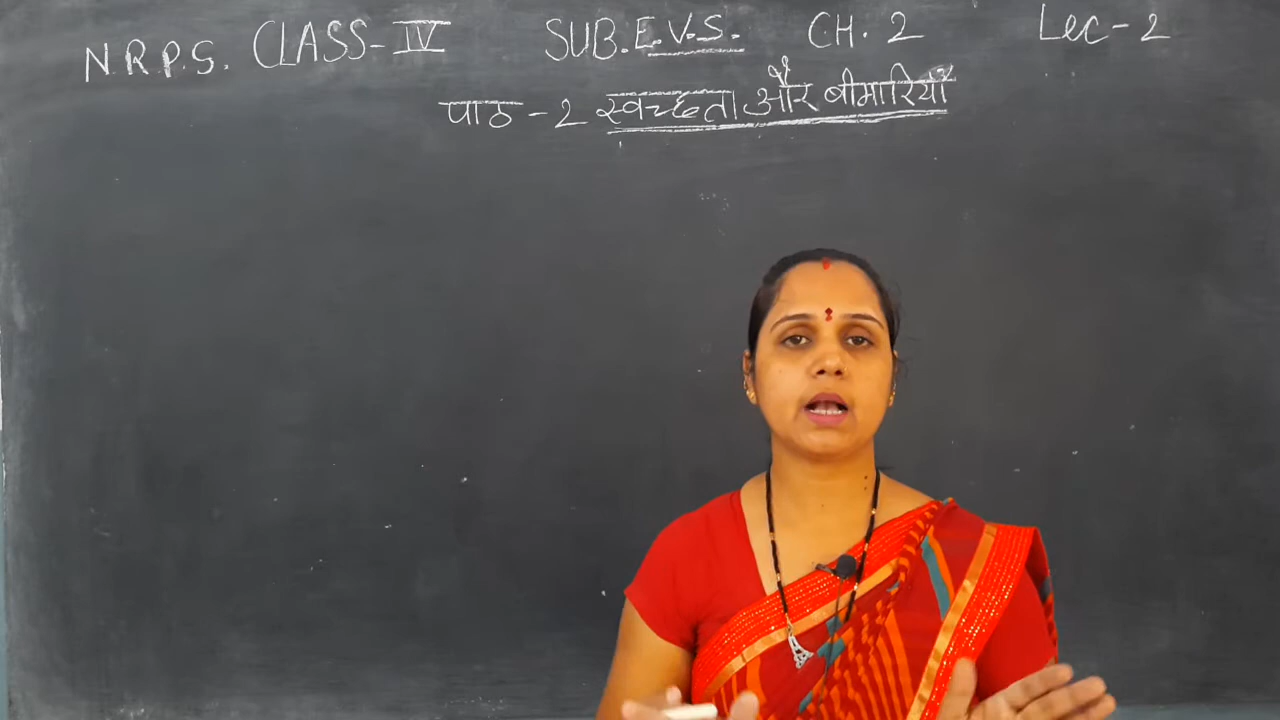 N.R.P.S. CLASS-IV SUB.E.V.S. CH.2 Lec-2
पाठ-2 स्वच्छता और बीमारियाँ